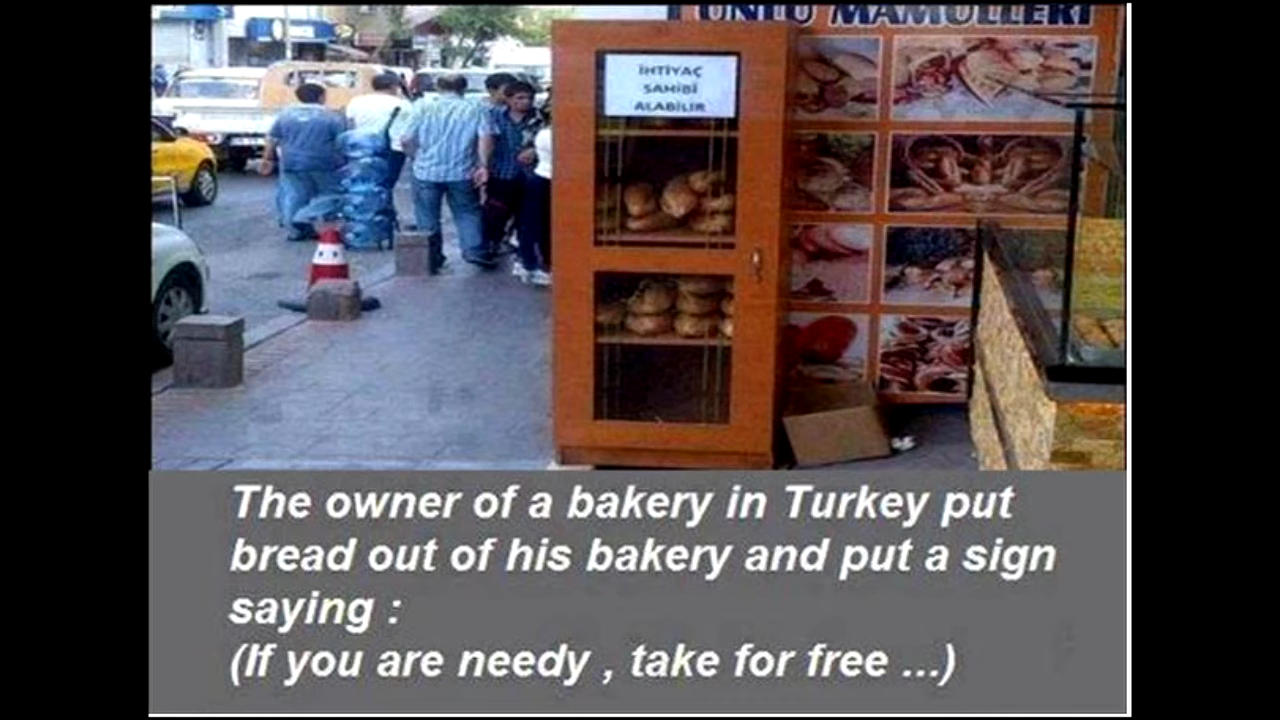 UNLU MAMÜLLERİ
İHTİYAÇ
SAHİBİ
ALABİLİR
The owner of a bakery in Turkey put
bread out of his bakery and put a sign
saying :
(If you are needy , take for free ...)